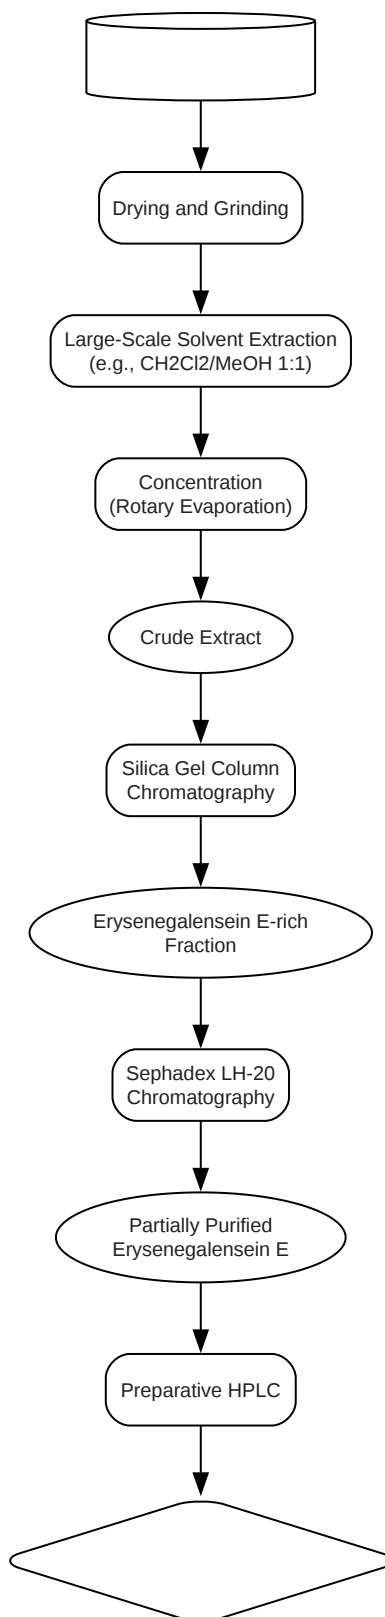 Drying and Grinding
Large-Scale Solvent Extraction
(e.g., CH2Cl2/MeOH 1:1)
Concentration
(Rotary Evaporation)
Crude Extract
Silica Gel Column
Chromatography
Erysenegalensein E-rich
Fraction
Sephadex LH-20
Chromatography
Partially Purified
Erysenegalensein E
Preparative HPLC